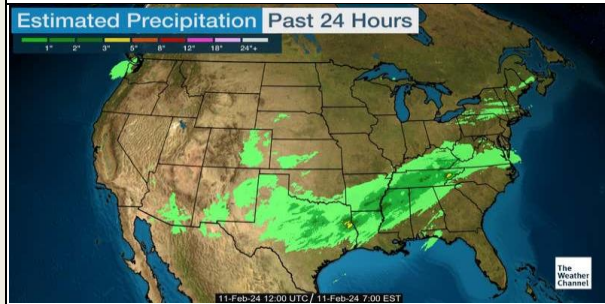 Estimated Precipitation Past 24 Hours
1" 2" 3" 5" 8" 12" 18" 24"+
The
Weather
Channel
11-Feb-24 12:00 UTC / 11-Feb-24 7:00 EST